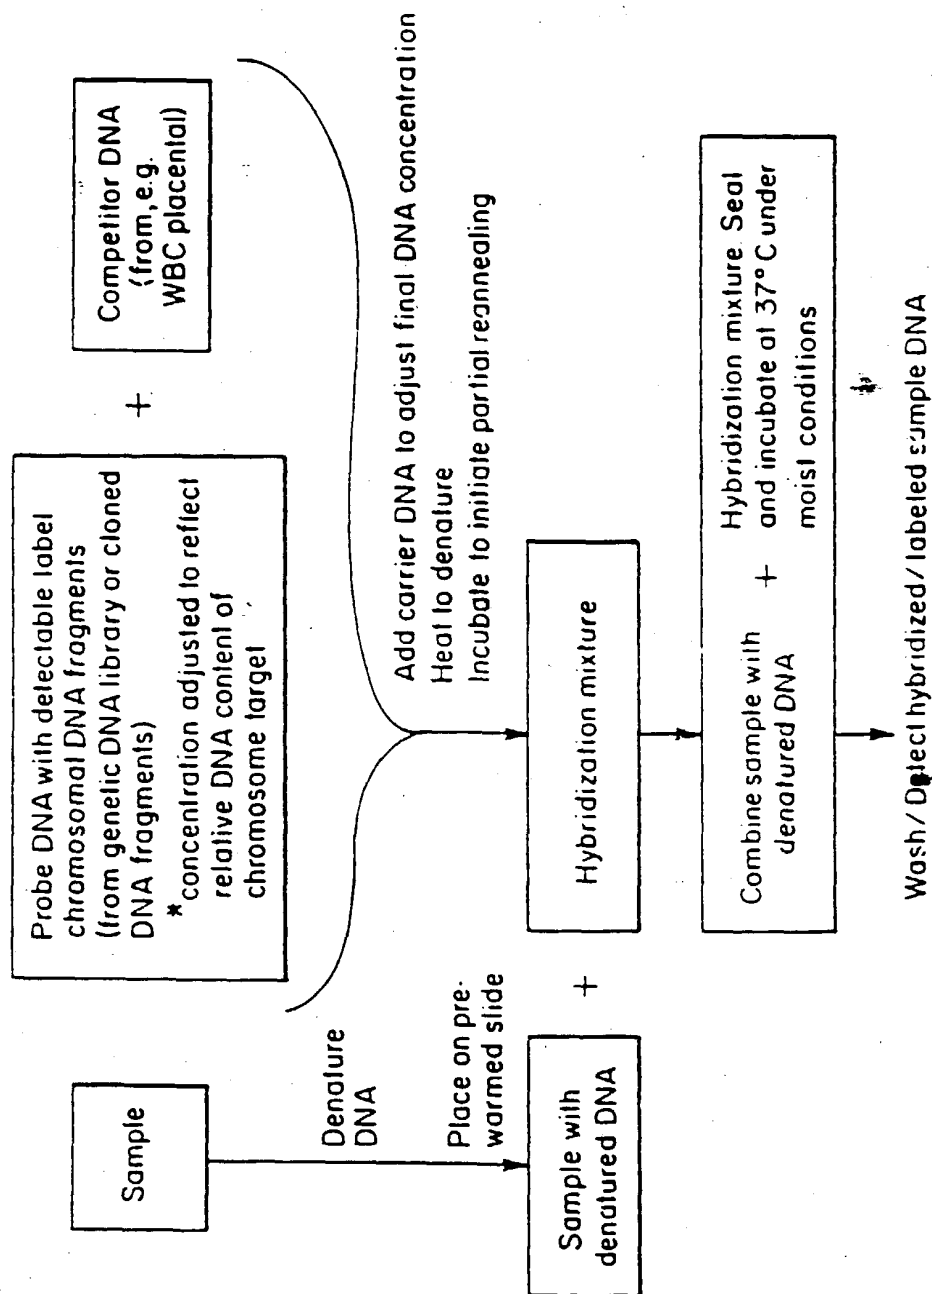 Sample
Denature
DNA
Place on pre-
warmed slide
Sample with
denatured DNA
+
Probe DNA with detectable label
chromosomal DNA fragments
(from genetic DNA library or cloned
DNA fragments)
*concentration adjusted to reflect
relative DNA content of
chromosome target
+
Competitor DNA
(from, e.g.
WBC placental)
Add carrier DNA to adjust final DNA concentration
Heat to denature
Incubate to initiate partial reannealing
Hybridization mixture
Combine sample with
denatured DNA
+
Hybridization mixture. Seal
and incubate at 37°C under
moist conditions
Wash/Detect hybridized/labeled sample DNA